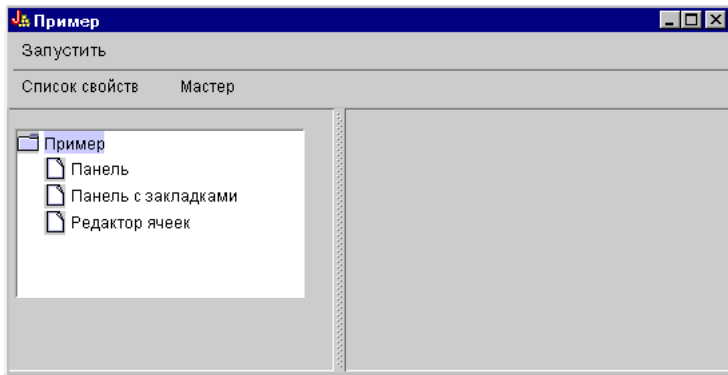 Пример
Запустить
Список свойств Мастер
Пример
Панель
Панель с закладками
Редактор ячеек